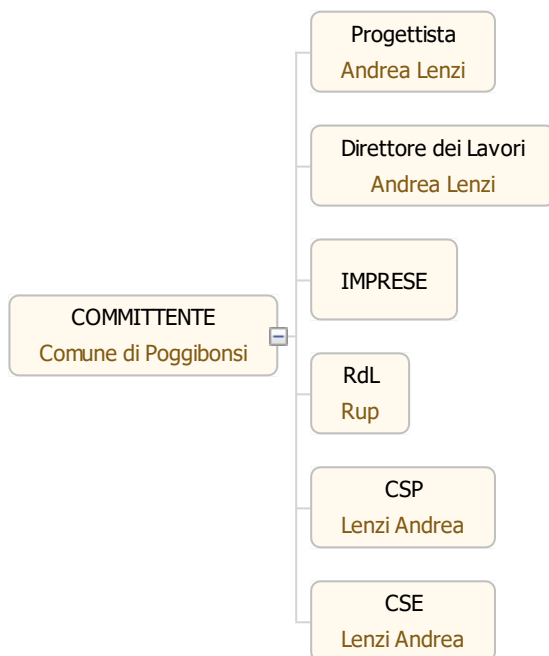 Progettista
Andrea Lenzi
Direttore dei Lavori
Andrea Lenzi
IMPRESE
COMMITTENTE
Comune di Poggibonsi
RdL
Rup
CSP
Lenzi Andrea
CSE
Lenzi Andrea